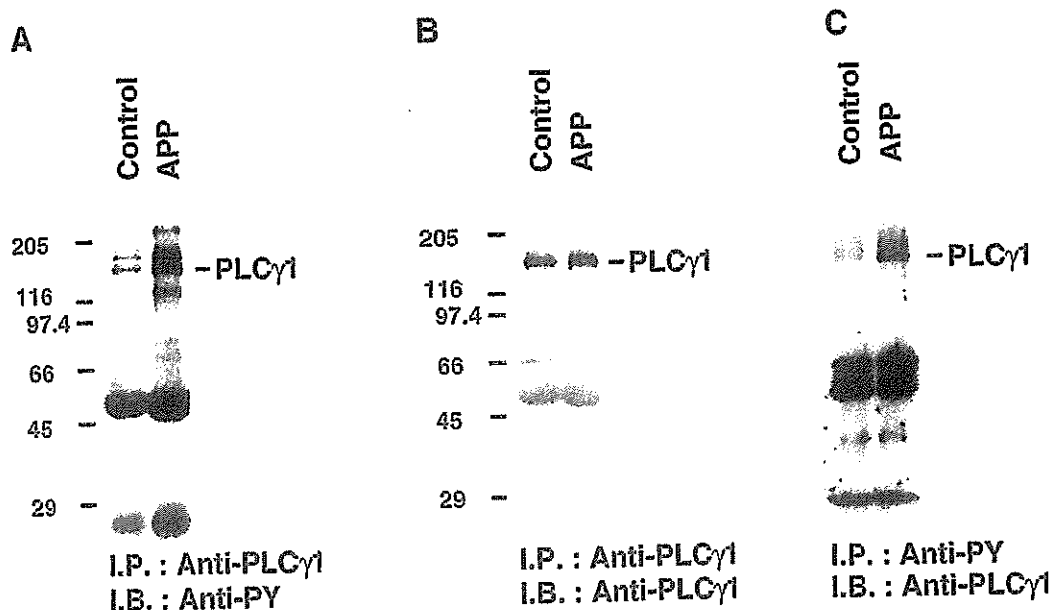 A
Control
APP
205
116
97.4
66
45
29
-PLCγ1
I.P. : Anti-PLCγ1
I.B. : Anti-PY
B
Control
APP
205
116
97.4
66
45
29
-PLCγ1
I.P. : Anti-PLCγ1
I.B. : Anti-PLCγ1
C
Control
APP
-PLCγ1
I.P. : Anti-PY
I.B. : Anti-PLCγ1